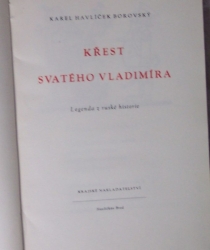 KAREL HAVLÍČEK BOROVSKÝ
KŘEST
SVATÉHO VLADIMÍRA
Legenda z ruské historie
KRAJSKÉ NAKLADATELSTVÍ